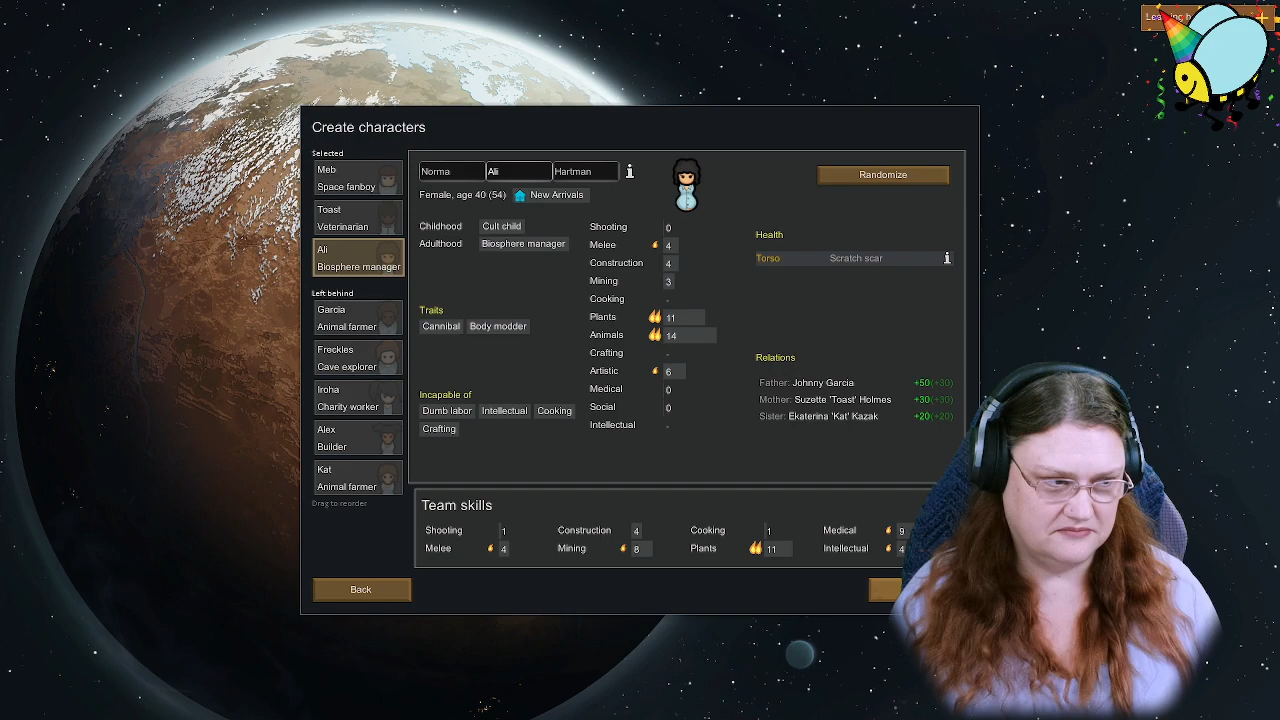 Create characters
Selected
Meb
Space fanboy
Toast
Veterinarian
Ali
Biosphere manager
Left behind
Garcia
Animal farmer
Freckles
Cave explorer
Iroha
Charity worker
Alex
Builder
Kat
Animal farmer
Drag to reorder
Norma Ali Hartman
Randomize
Female, age 40 (54) New Arrivals
Childhood Cult child
Adulthood Biosphere manager
Traits
Cannibal Body modder
Incapable of
Dumb labor Intellectual Cooking
Crafting
Shooting 0
Melee 4
Construction 4
Mining 3
Cooking -
Plants 11
Animals 14
Crafting -
Artistic 6
Medical 0
Social 0
Intellectual -
Health
Torso Scratch scar
Relations
Father: Johnny Garcia +50(+30)
Mother: Suzette 'Toast' Holmes +30(+30)
Sister: Ekaterina 'Kat' Kazak +20(+20)
Team skills
Shooting 1 Construction 4 Cooking 1 Medical 9
Melee 4 Mining 8 Plants 11 Intellectual 4
Back